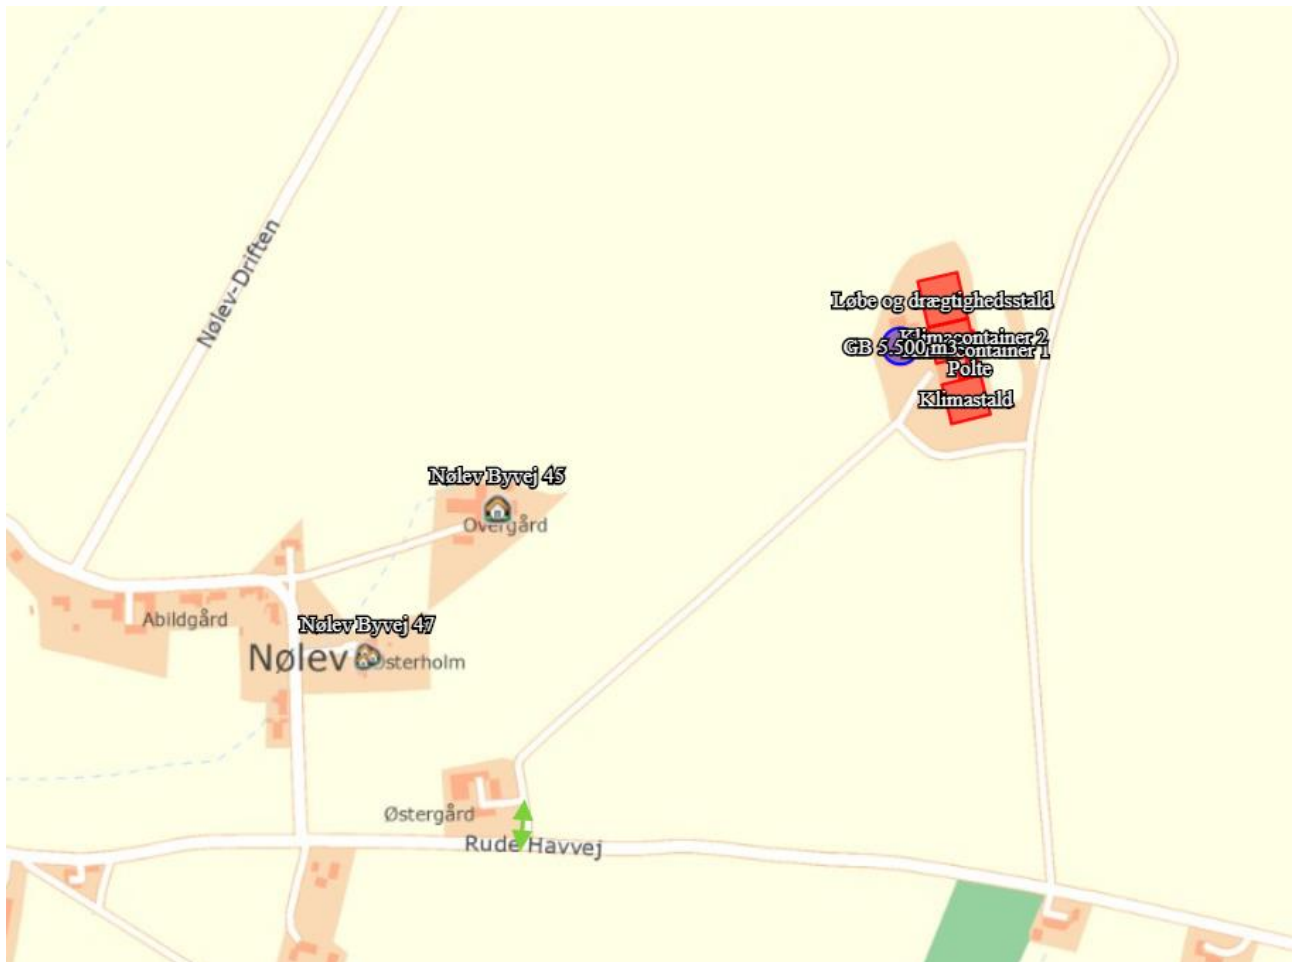 Nølev-Driften
Løbe og drægtighedsstald
Klimacontainer 2
GB 5.500 m3
container 1
Polte
Klimastald
Nølev Byvej 45
Overgård
Abildgård
Nølev Byvej 47
Nølev
Østerholm
Østergård
Rude Havvej